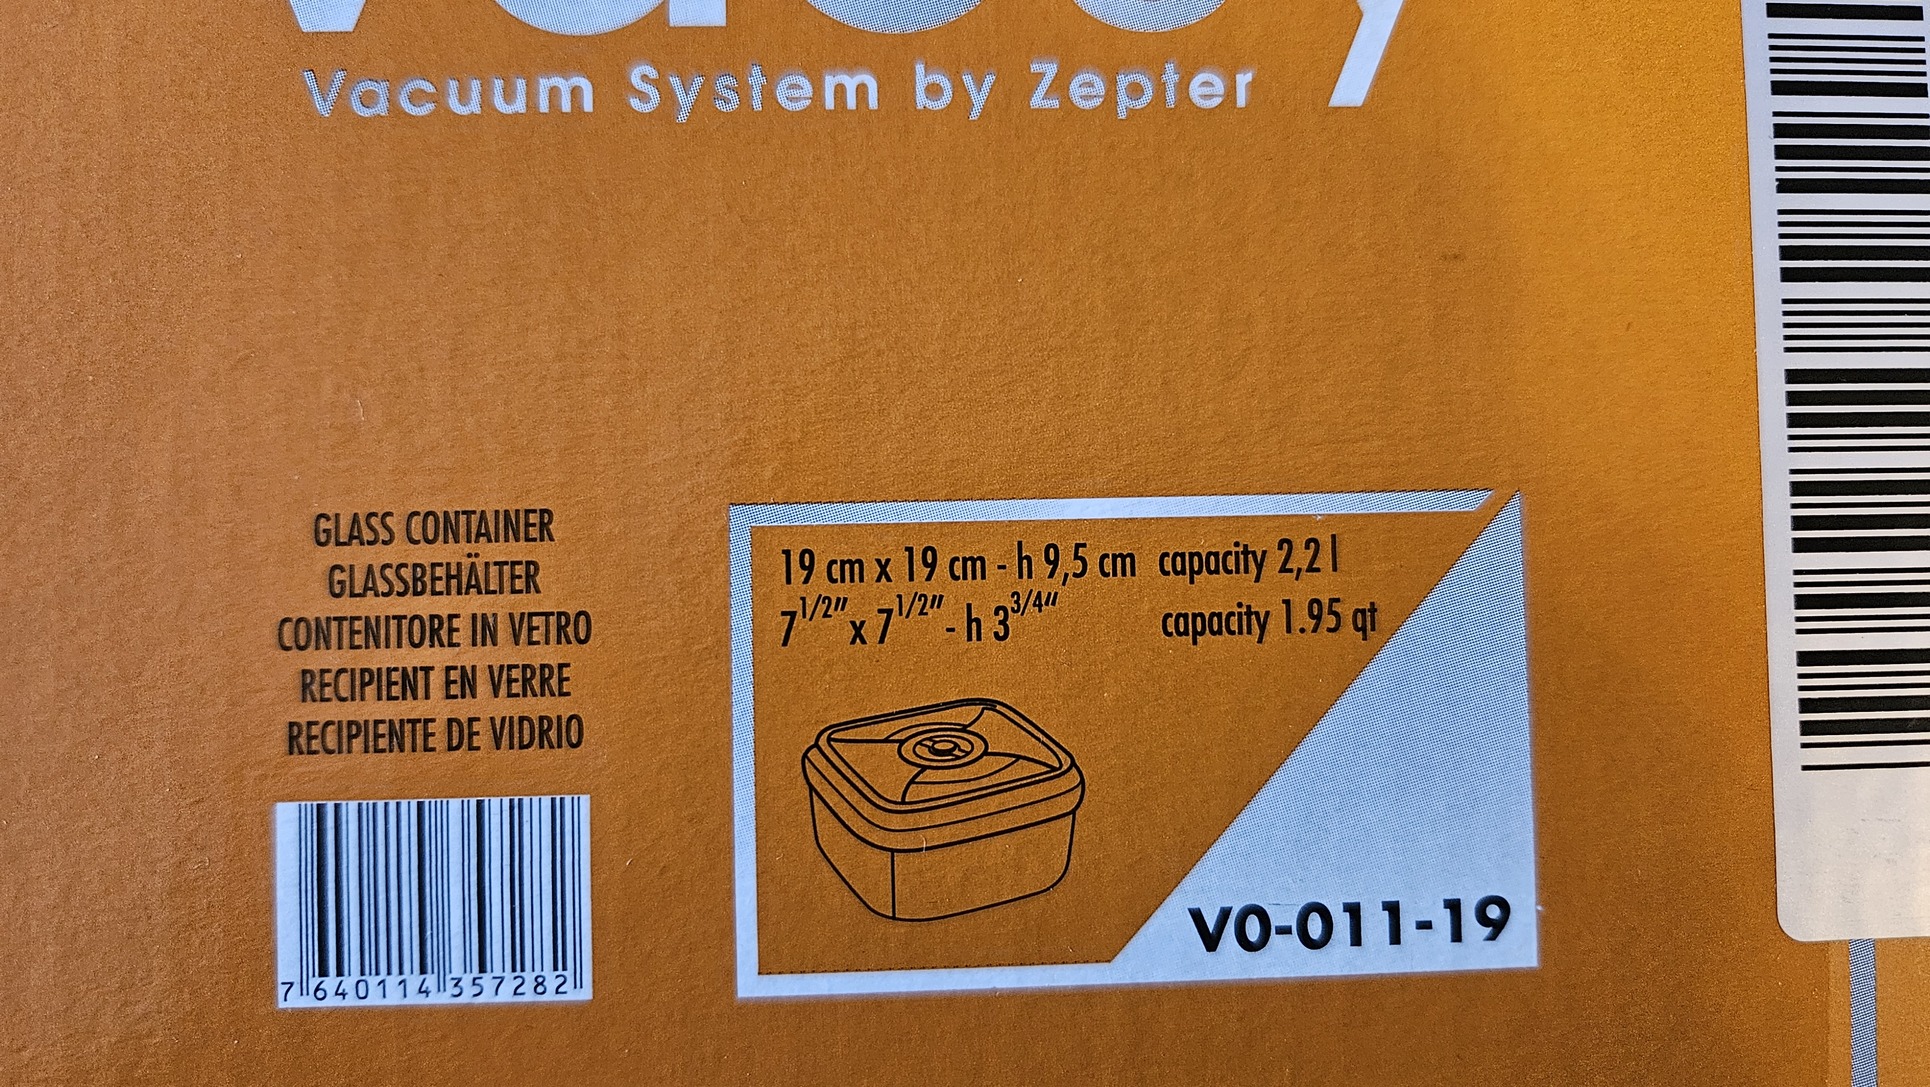 Vacuum System by Zepter
GLASS CONTAINER
GLASSBEHÄLTER
CONTENITORE IN VETRO
RECIPIENT EN VERRE
RECIPIENTE DE VIDRIO
7 640114 357282
19 cm x 19 cm - h 9,5 cm capacity 2,2 l
7 1/2" x 7 1/2" - h 3 3/4" capacity 1.95 qt
VO-011-19